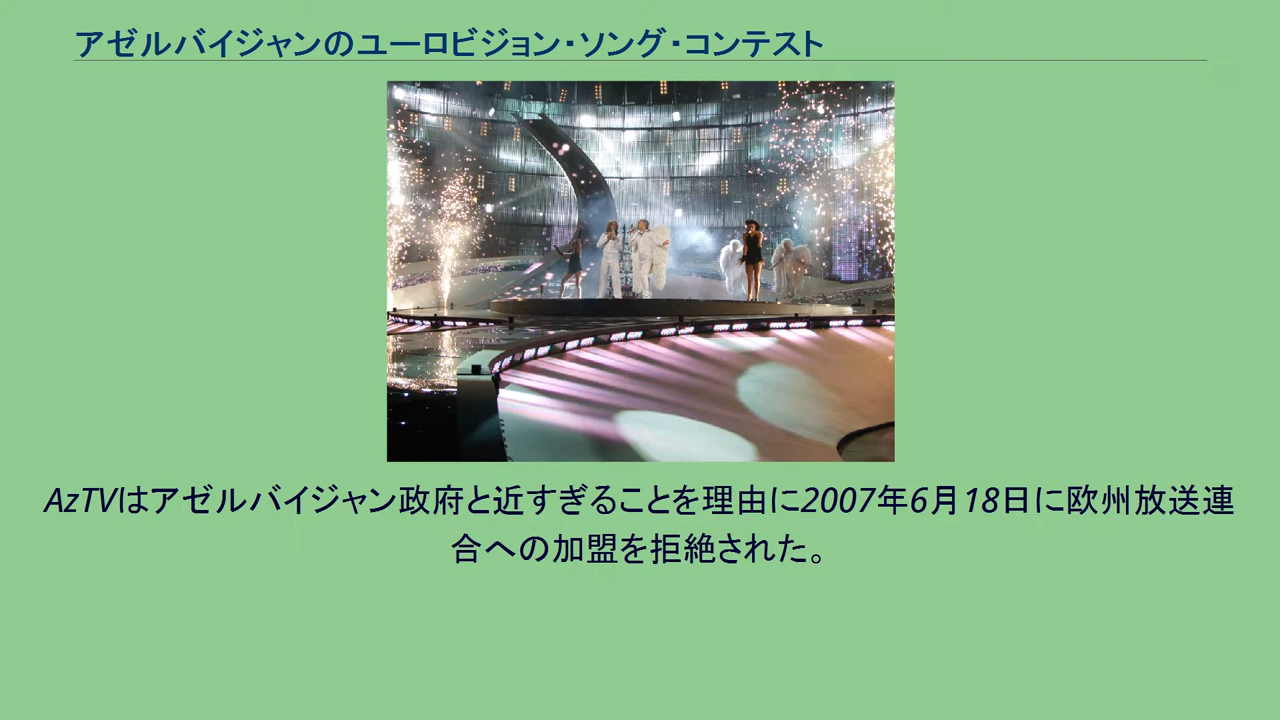 アゼルバイジャンのユーロビジョン・ソング・コンテスト
AzTVはアゼルバイジャン政府と近すぎることを理由に2007年6月18日に欧州放送連
合への加盟を拒絶された。